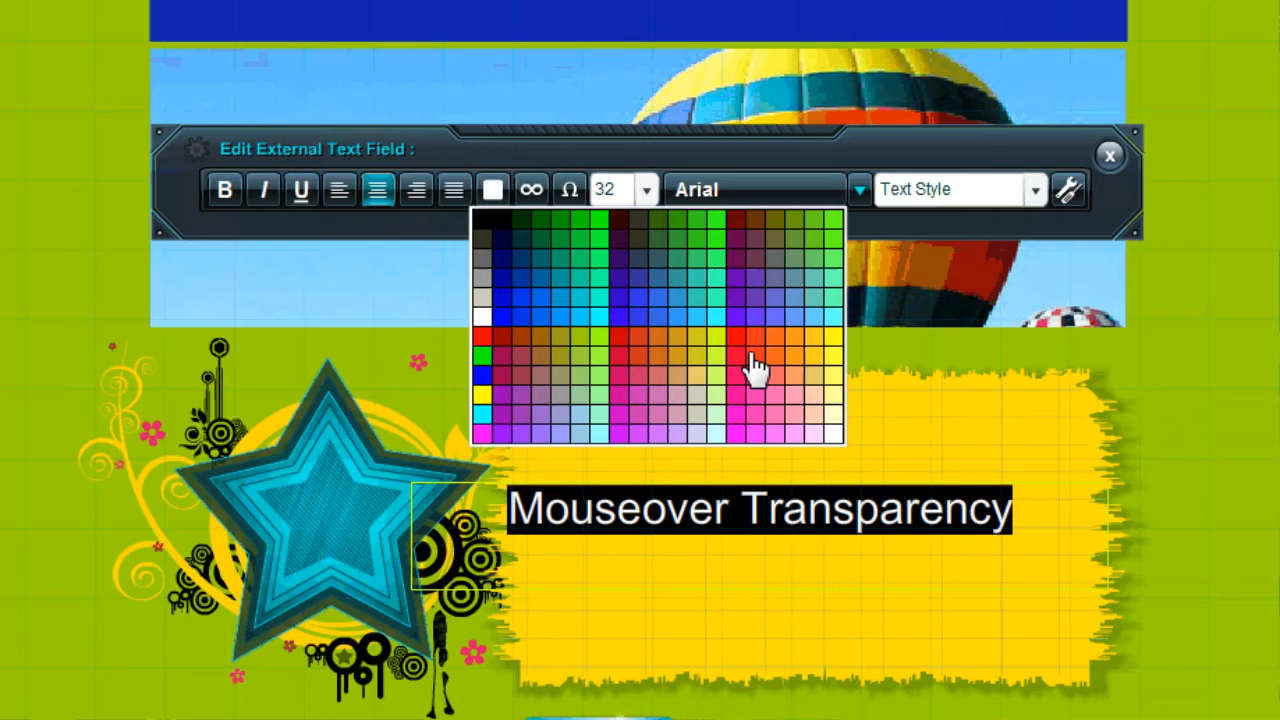 Edit External Text Field :
x
B I U Ω 32 Arial Text Style
Mouseover Transparency